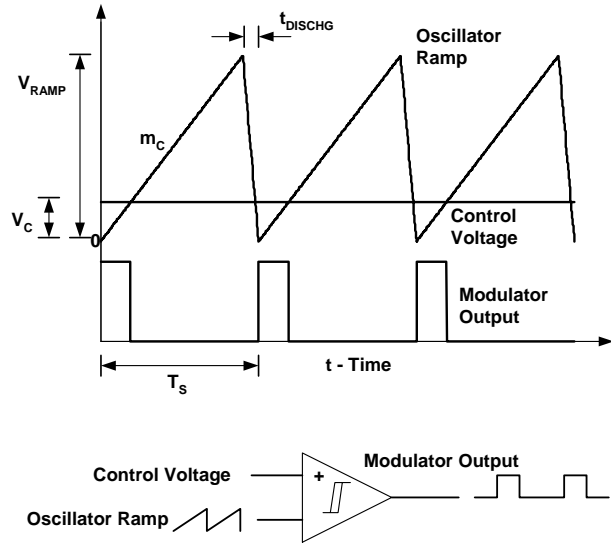 tDISCHG
Oscillator
Ramp
VRAMP
mC
VC
0
Control
Voltage
Modulator
Output
TS
t - Time
Control Voltage
Modulator Output
+
Oscillator Ramp